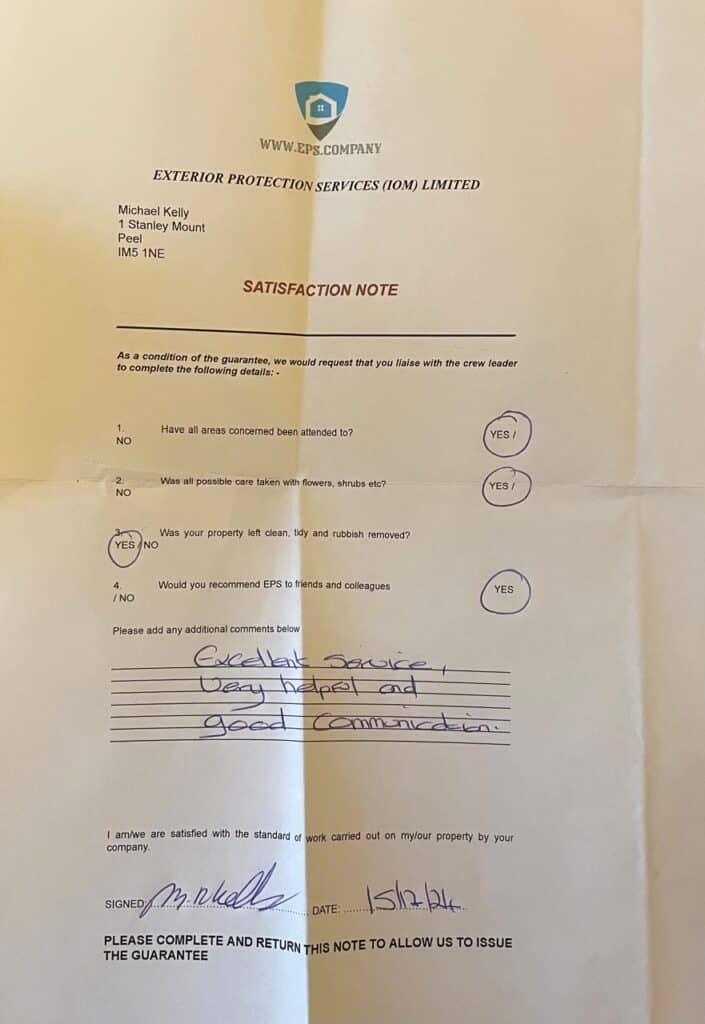 WWW.EPS.COMPANY
EXTERIOR PROTECTION SERVICES (IOM) LIMITED
Michael Kelly
1 Stanley Mount
Peel
IM5 1NE
SATISFACTION NOTE
As a condition of the guarantee, we would request that you liaise with the crew leader
to complete the following details: -
1. Have all areas concerned been attended to? YES /
NO
2. Was all possible care taken with flowers, shrubs etc? YES /
NO
3. Was your property left clean, tidy and rubbish removed?
YES / NO
4. Would you recommend EPS to friends and colleagues YES
/ NO
Please add any additional comments below
Excellent Service,
Very helpful and
good Communication.
I am/we are satisfied with the standard of work carried out on my/our property by your
company.
SIGNED DATE:
PLEASE COMPLETE AND RETURN THIS NOTE TO ALLOW US TO ISSUE
THE GUARANTEE